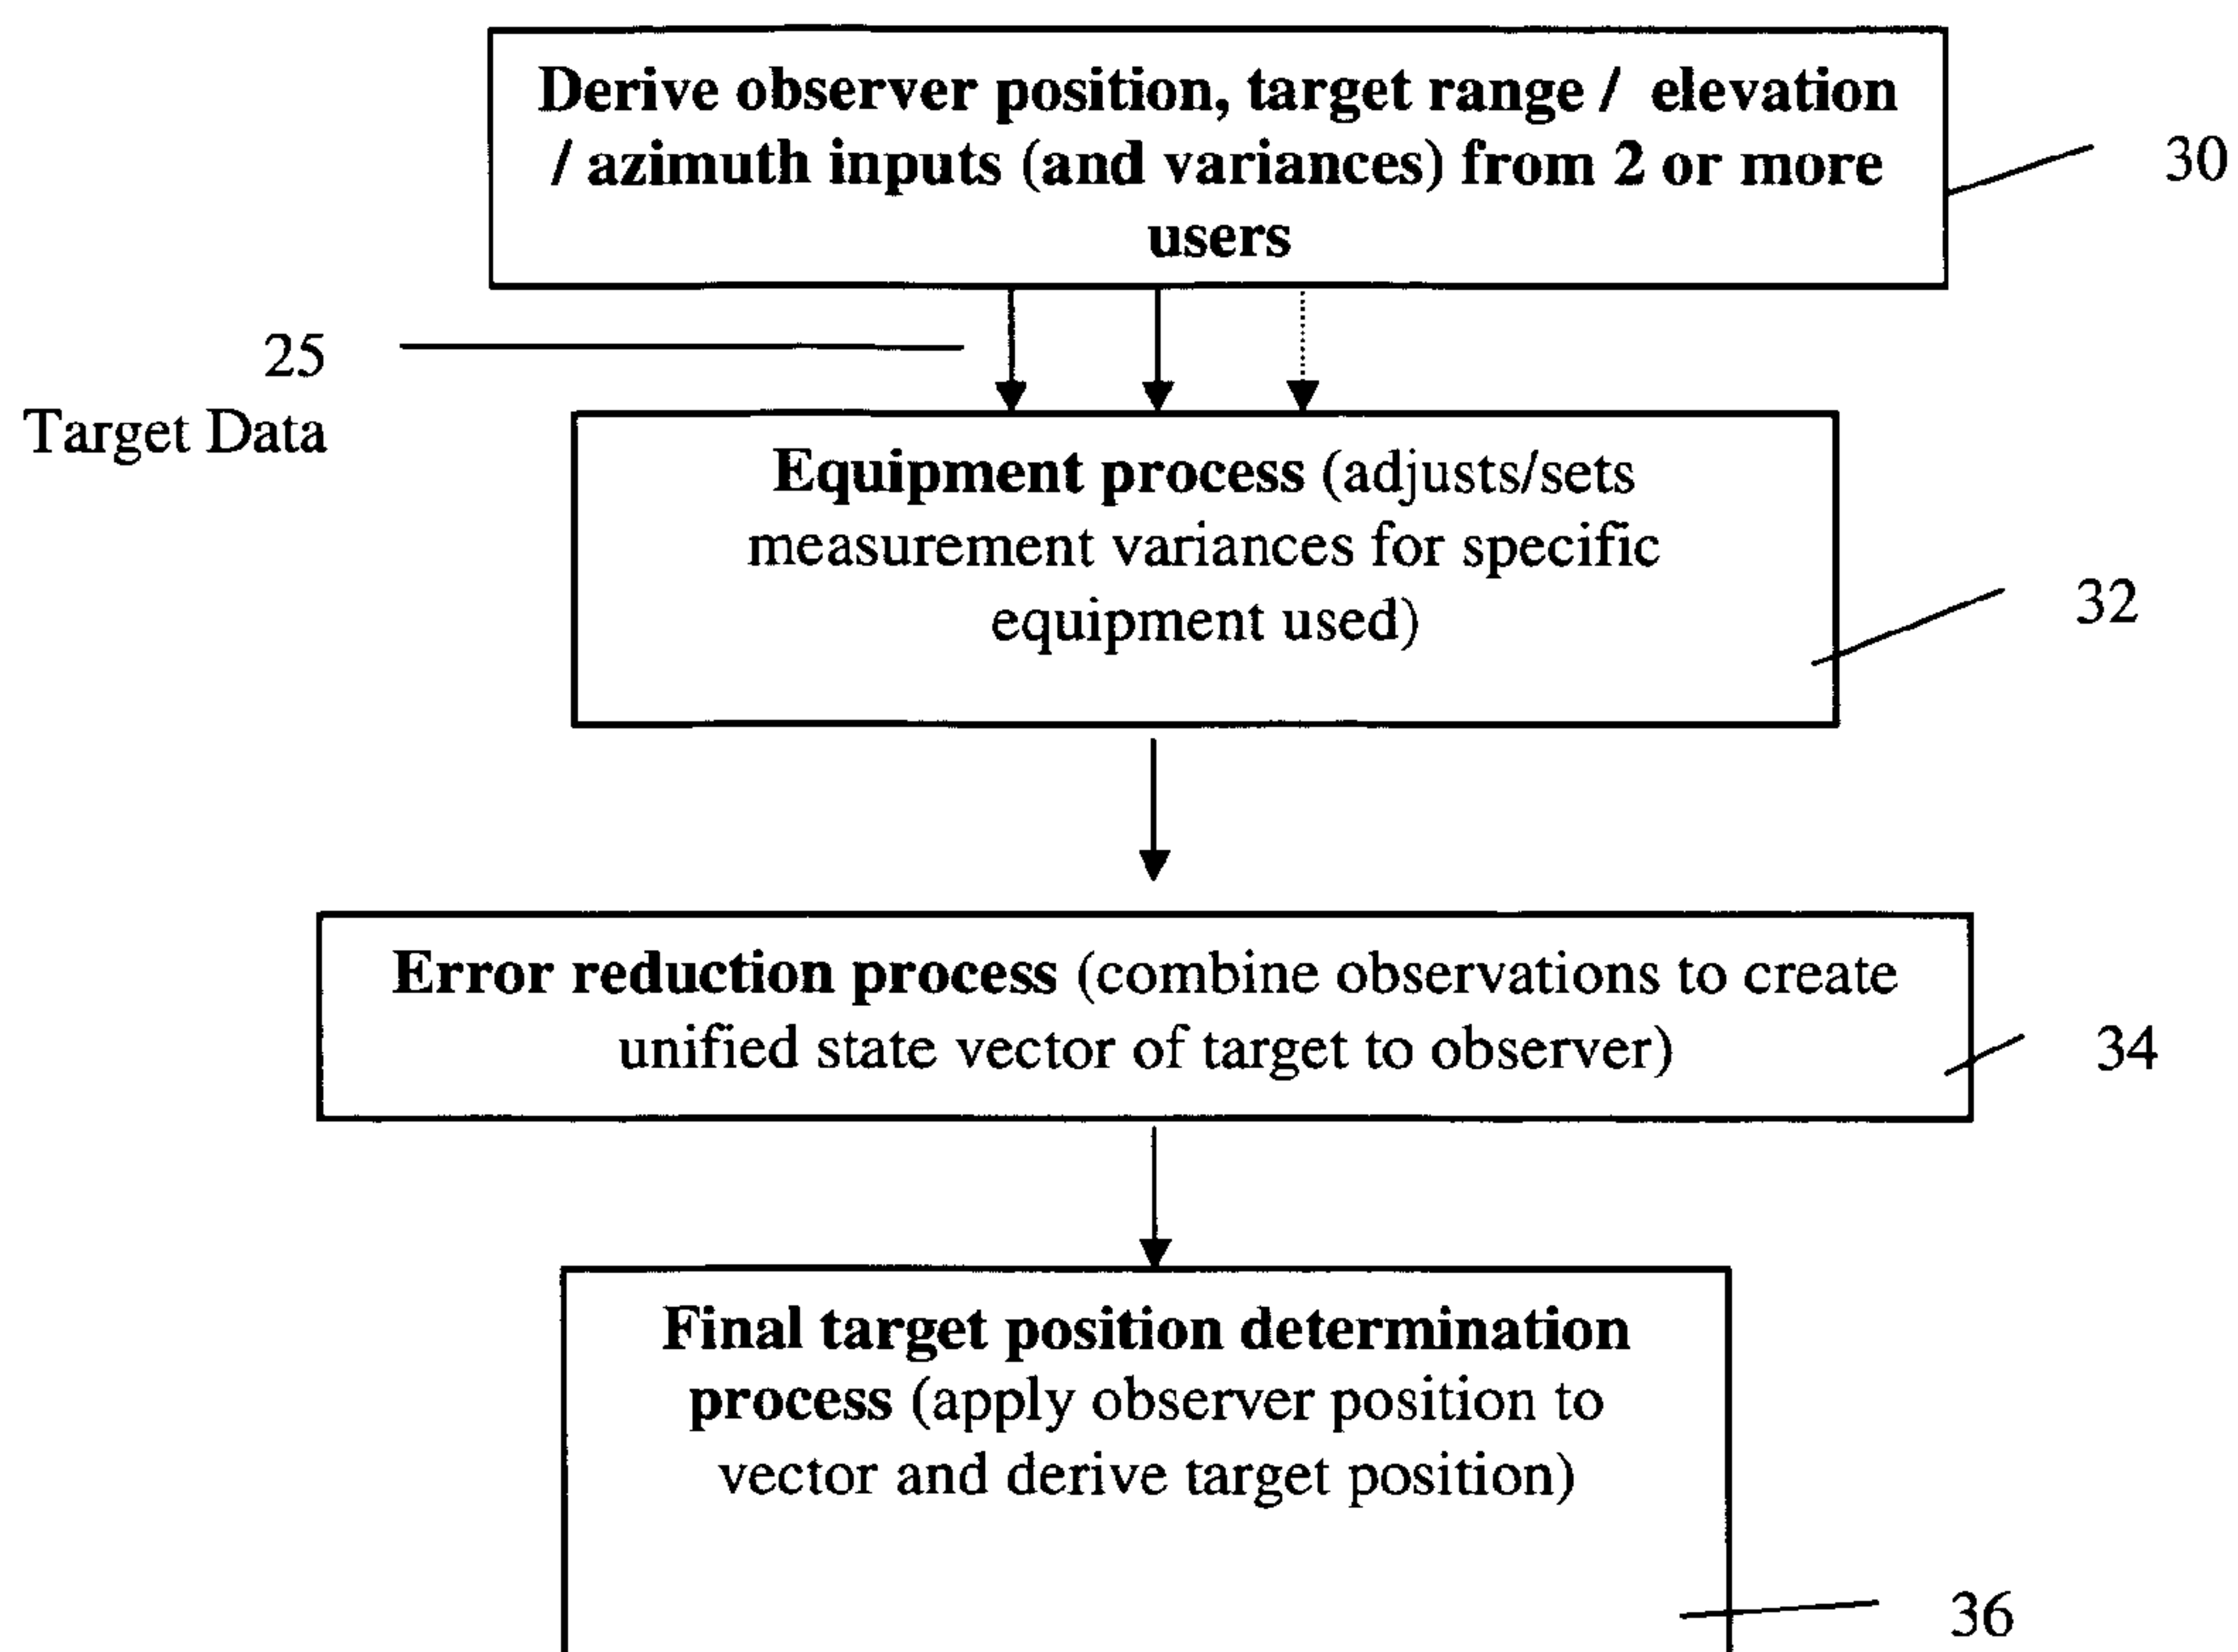 Derive observer position, target range / elevation
/ azimuth inputs (and variances) from 2 or more
users
30
25
Target Data
Equipment process (adjusts/sets
measurement variances for specific
equipment used)
32
Error reduction process (combine observations to create
unified state vector of target to observer)
34
Final target position determination
process (apply observer position to
vector and derive target position)
36